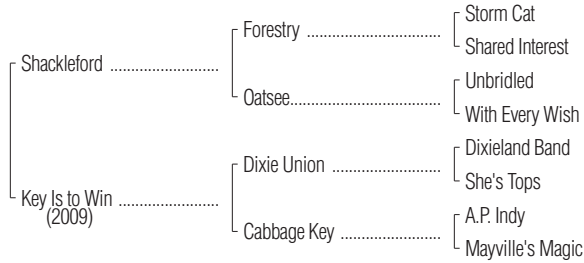 Storm Cat
Forestry ................................
Shared Interest
Shackleford ................................
Unbridled
Oatsee................................
With Every Wish
Dixieland Band
Dixie Union ................................
She's Tops
Key Is to Win ................................
(2009)
A.P. Indy
Cabbage Key ................................
Mayville's Magic